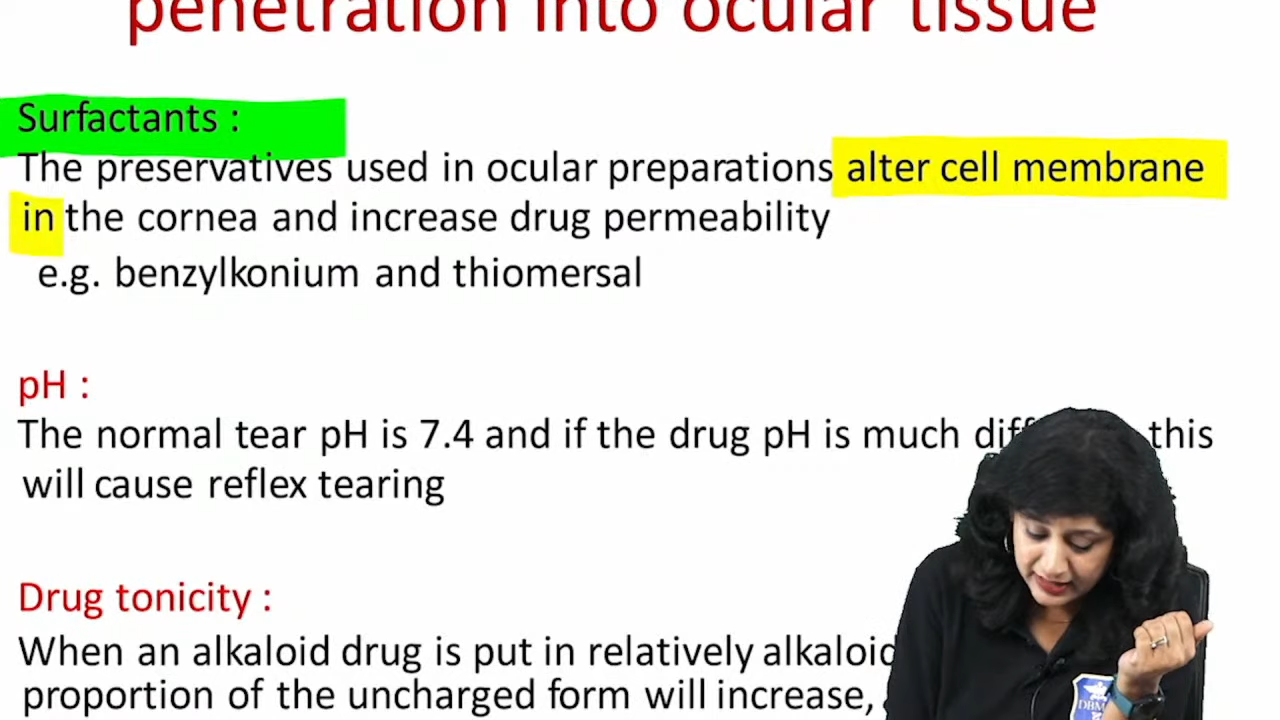 penetration into ocular tissue
Surfactants :
The preservatives used in ocular preparations alter cell membrane
in the cornea and increase drug permeability
e.g. benzylkonium and thiomersal
pH :
The normal tear pH is 7.4 and if the drug pH is much this
will cause reflex tearing
Drug tonicity :
When an alkaloid drug is put in relatively alkaloid
proportion of the uncharged form will increase,